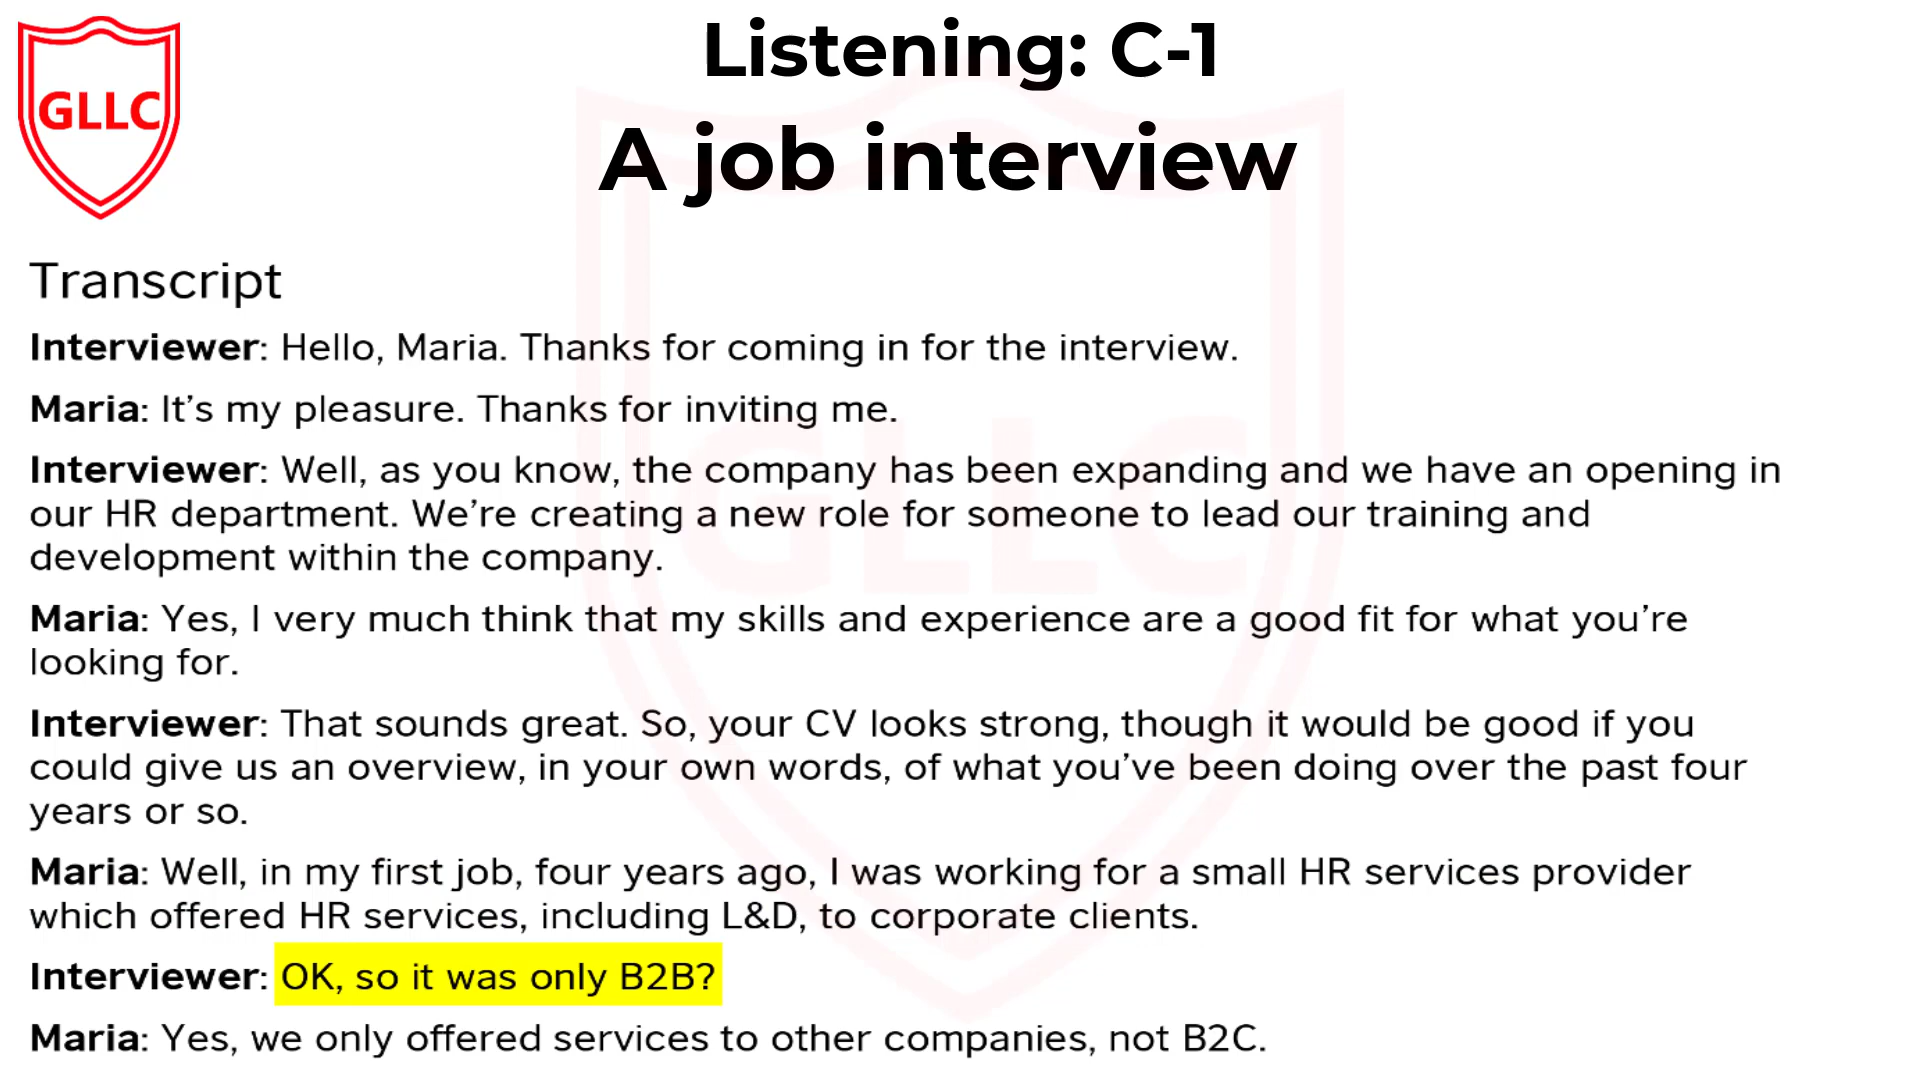 GLLC
Listening: C-1
A job interview
Transcript
Interviewer: Hello, Maria. Thanks for coming in for the interview.
Maria: It’s my pleasure. Thanks for inviting me.
Interviewer: Well, as you know, the company has been expanding and we have an opening in
our HR department. We’re creating a new role for someone to lead our training and
development within the company.
Maria: Yes, I very much think that my skills and experience are a good fit for what you’re
looking for.
Interviewer: That sounds great. So, your CV looks strong, though it would be good if you
could give us an overview, in your own words, of what you’ve been doing over the past four
years or so.
Maria: Well, in my first job, four years ago, I was working for a small HR services provider
which offered HR services, including L&D, to corporate clients.
Interviewer: OK, so it was only B2B?
Maria: Yes, we only offered services to other companies, not B2C.
GLLC